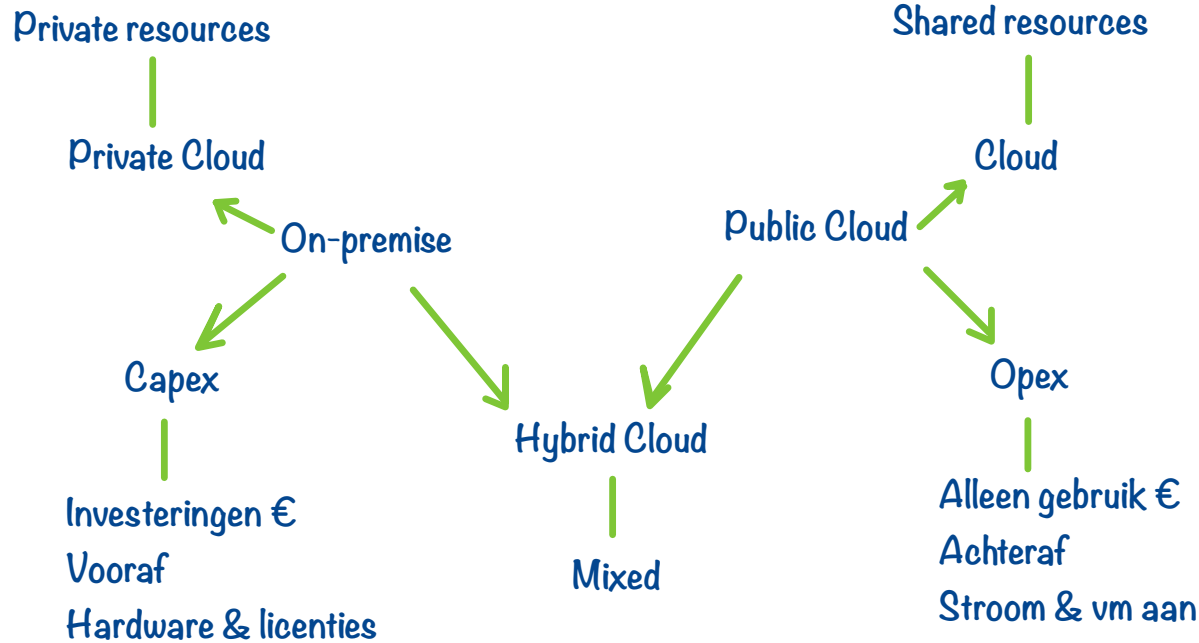 Private resources
Shared resources
Private Cloud
Cloud
On-premise
Public Cloud
Capex
Opex
Hybrid Cloud
Investeringen €
Vooraf
Hardware & licenties
Mixed
Alleen gebruik €
Achteraf
Stroom & vm aan